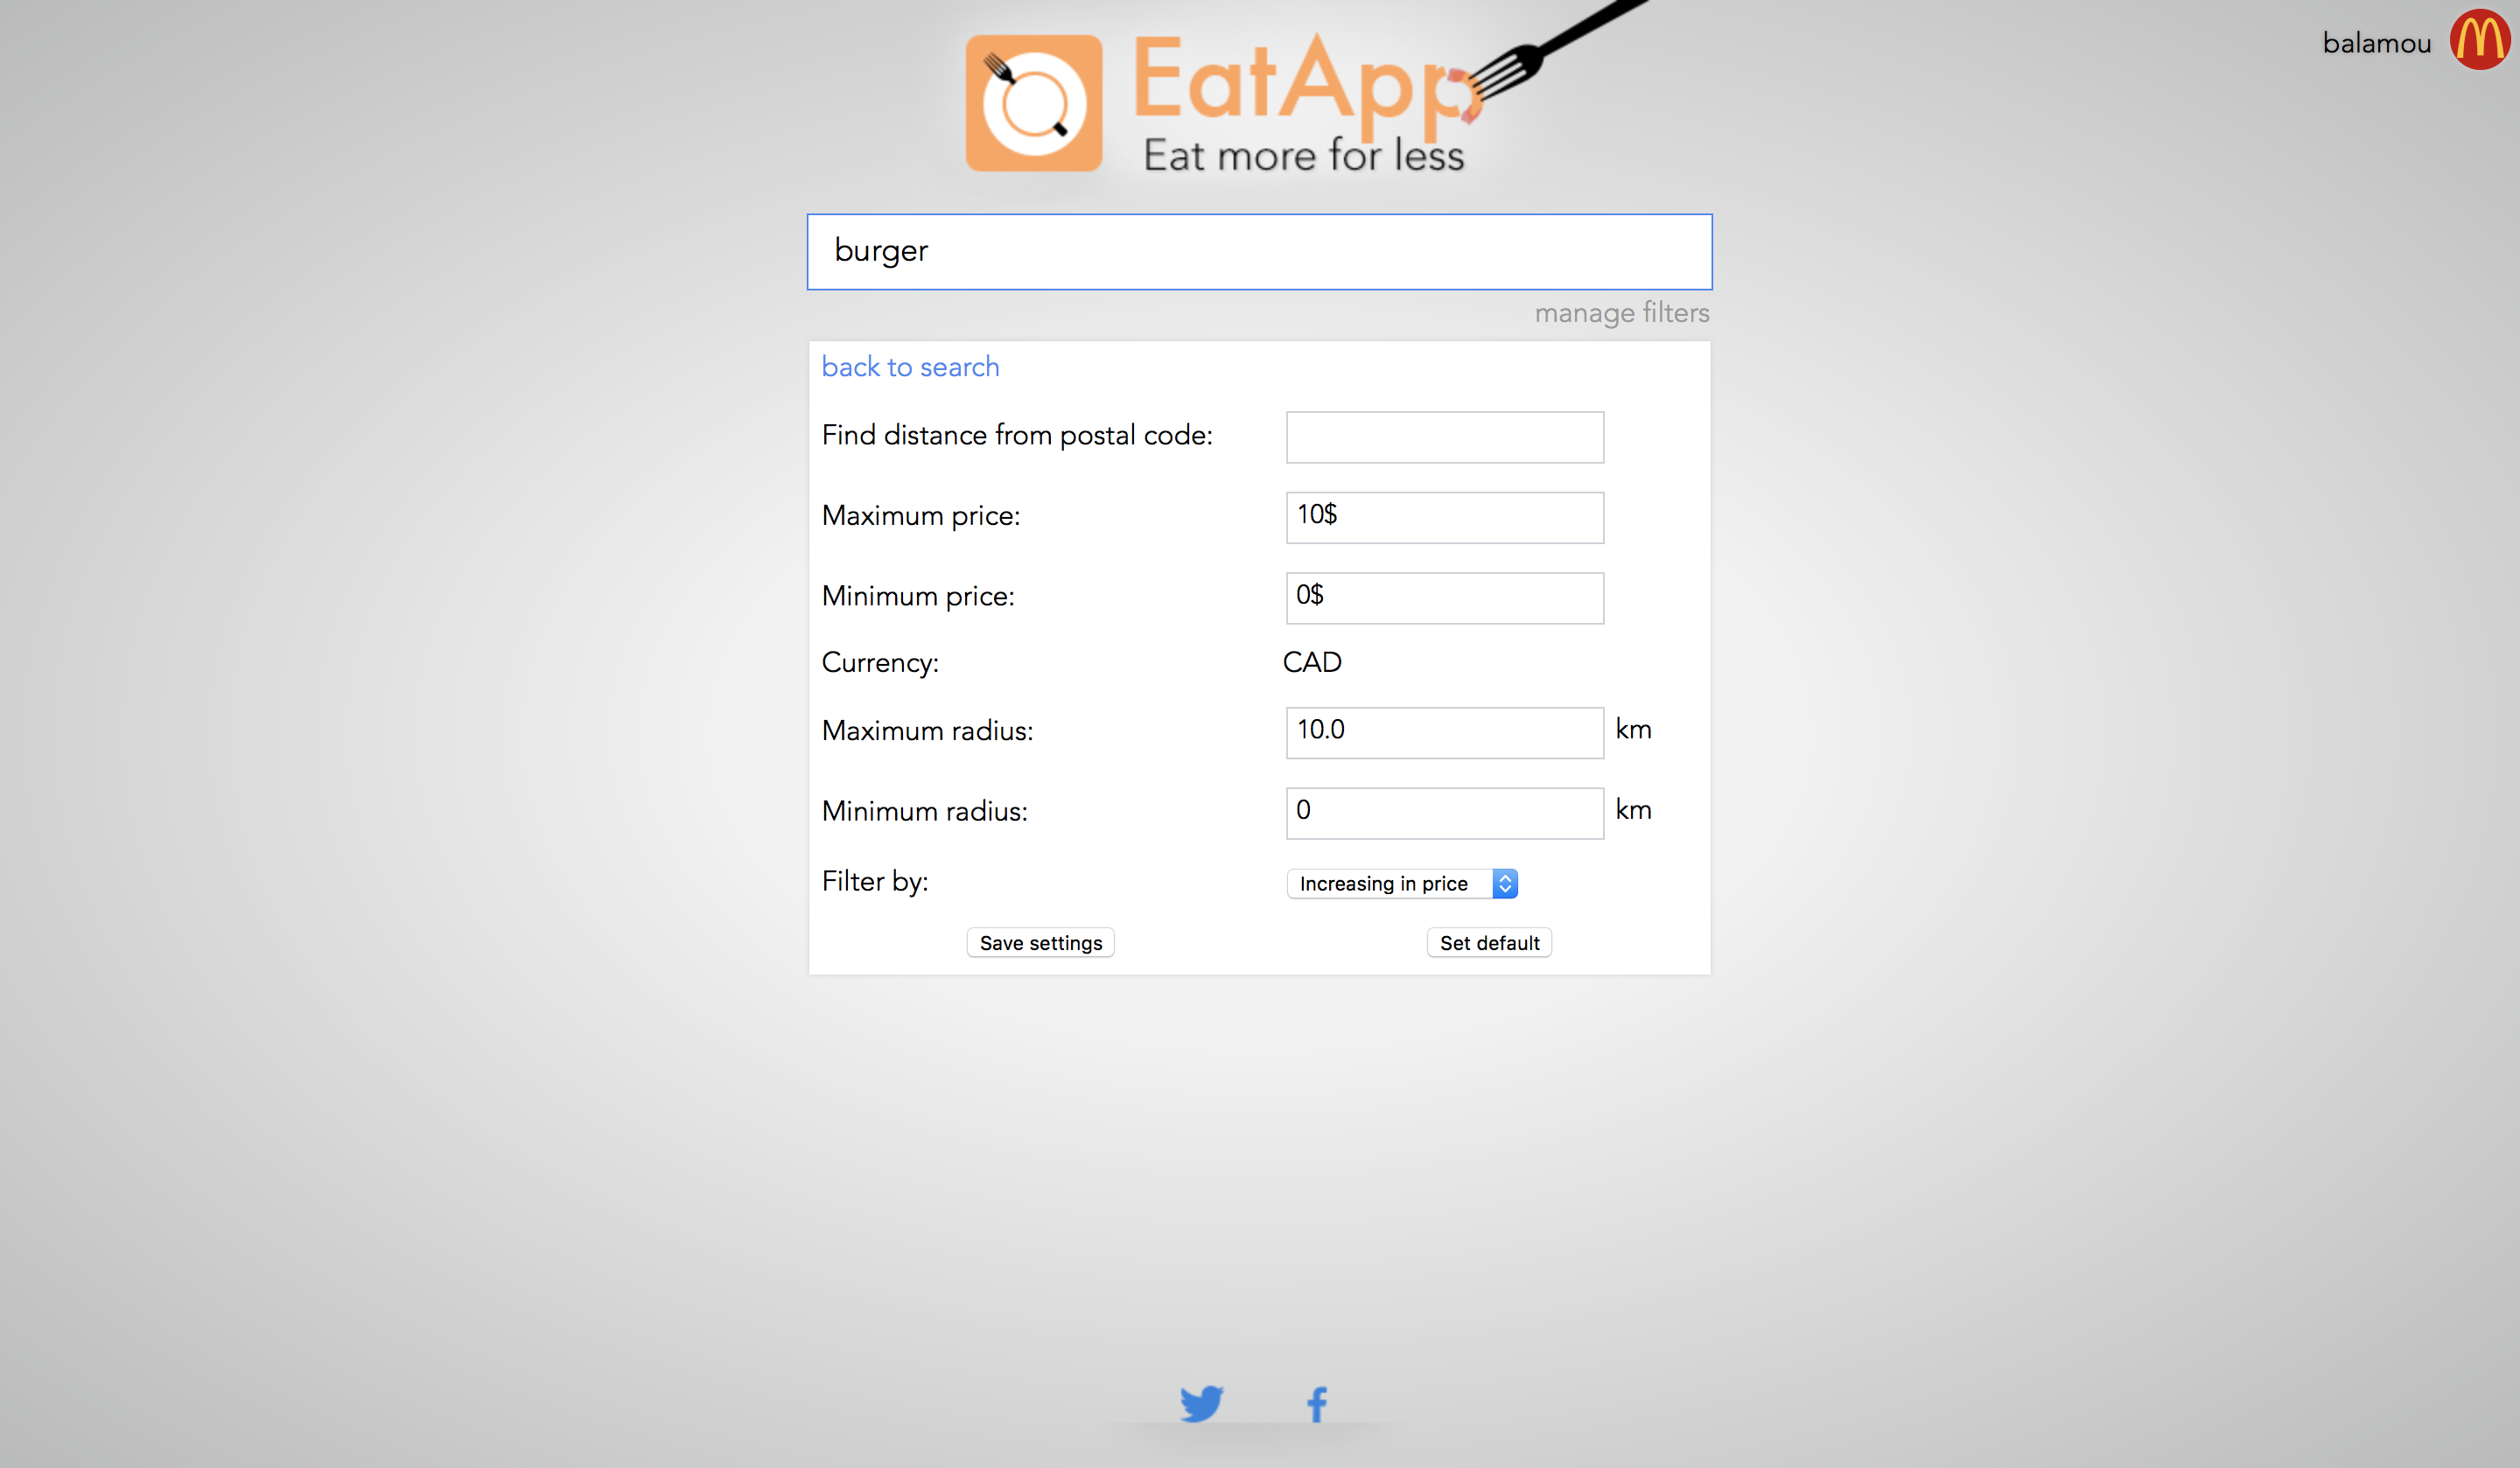 balamou
EatApp
Eat more for less
burger
manage filters
back to search
Find distance from postal code:
Maximum price: 10$
Minimum price: 0$
Currency: CAD
Maximum radius: 10.0 km
Minimum radius: 0 km
Filter by: Increasing in price
Save settings Set default